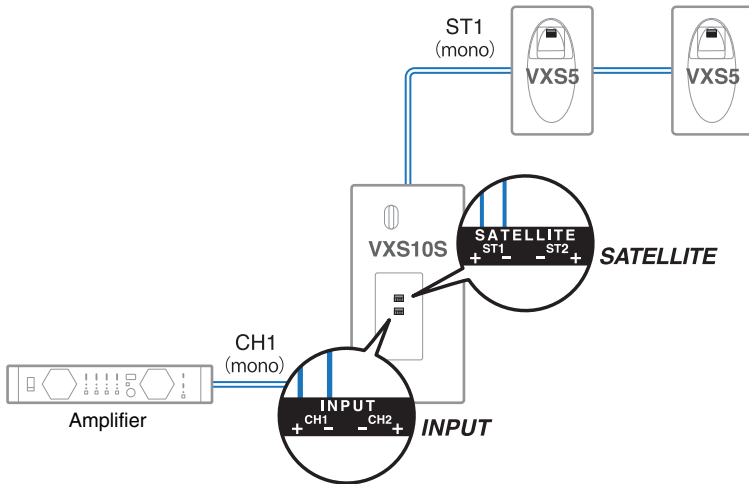 ST1
(mono)
VXS5
VXS5
VXS10S
SATELLITE
+ ST1 − − ST2 +
SATELLITE
CH1
(mono)
Amplifier
INPUT
+ CH1 − − CH2 +
INPUT